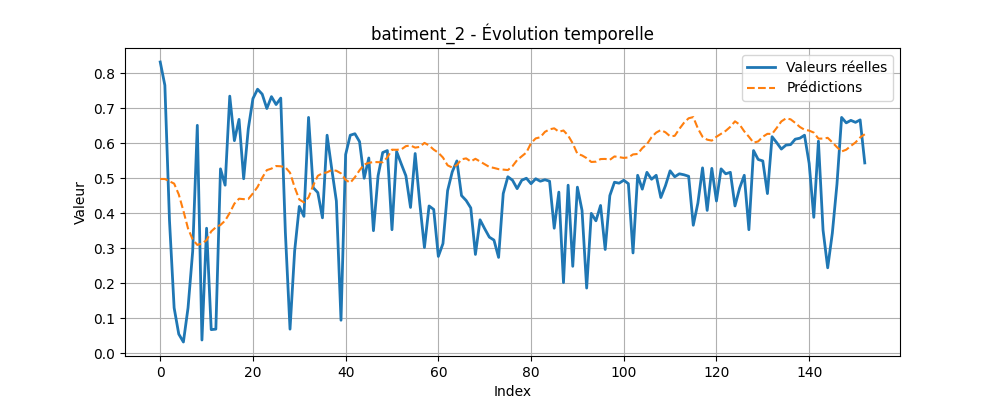 batiment_2 - Évolution temporelle
Valeurs réelles
Prédictions
Valeur
0.8
0.7
0.6
0.5
0.4
0.3
0.2
0.1
0.0
0 20 40 60 80 100 120 140
Index